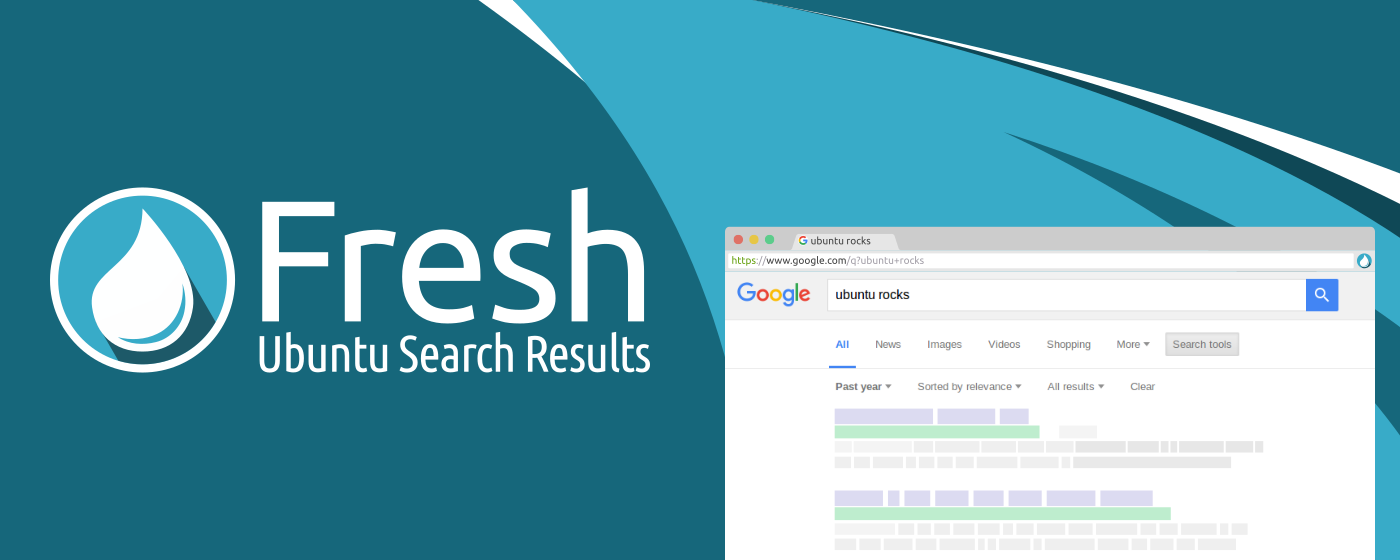 Fresh
Ubuntu Search Results
ubuntu rocks
https://www.google.com/q?ubuntu+rocks
Google
ubuntu rocks
All News Images Videos Shopping More Search tools
Past year Sorted by relevance All results Clear